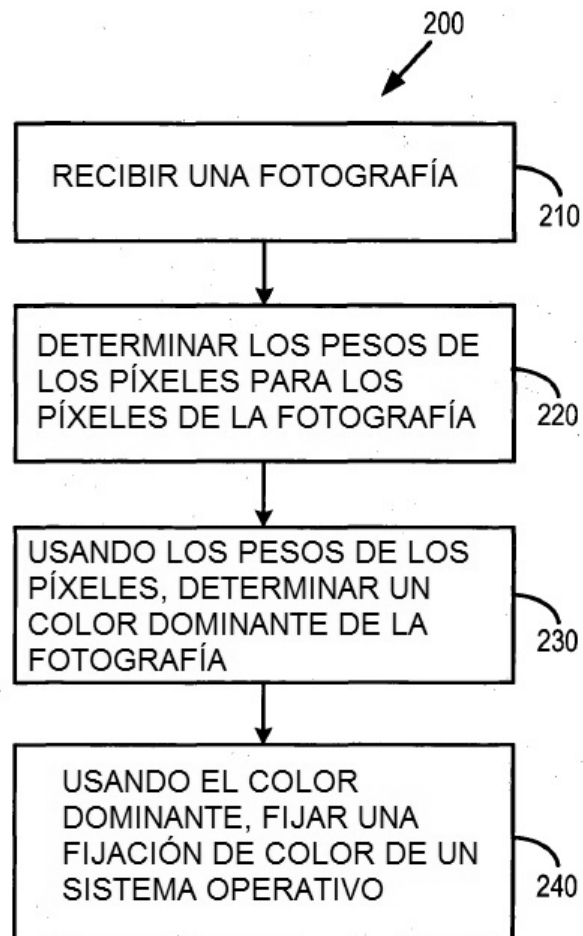 200
RECIBIR UNA FOTOGRAFÍA
210
DETERMINAR LOS PESOS DE
LOS PÍXELES PARA LOS
PÍXELES DE LA FOTOGRAFÍA
220
USANDO LOS PESOS DE LOS
PÍXELES, DETERMINAR UN
COLOR DOMINANTE DE LA
FOTOGRAFÍA
230
USANDO EL COLOR
DOMINANTE, FIJAR UNA
FIJACIÓN DE COLOR DE UN
SISTEMA OPERATIVO
240